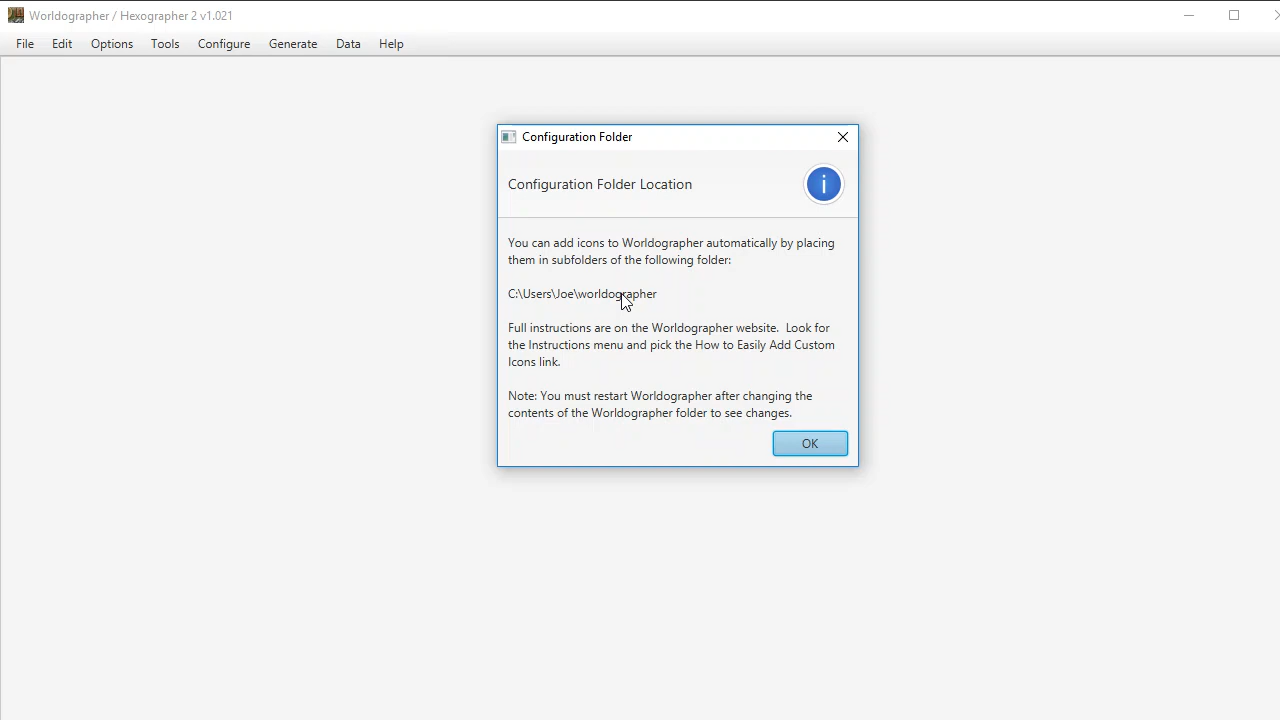 Worldographer / Hexographer 2 v1.021
File Edit Options Tools Configure Generate Data Help
Configuration Folder
Configuration Folder Location
i
You can add icons to Worldographer automatically by placing
them in subfolders of the following folder:
C:\Users\Joe\worldographer
Full instructions are on the Worldographer website.  Look for
the Instructions menu and pick the How to Easily Add Custom
Icons link.
Note: You must restart Worldographer after changing the
contents of the Worldographer folder to see changes.
OK